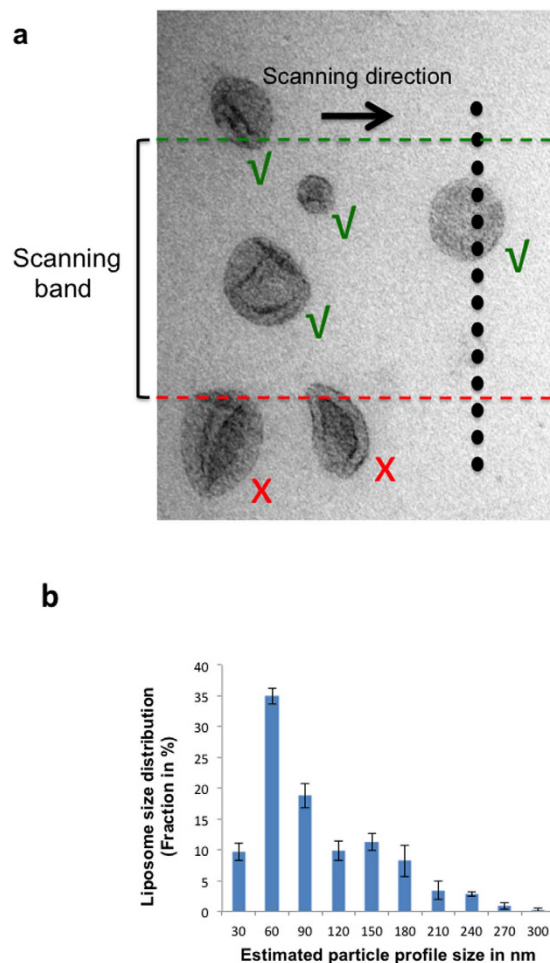 a
Scanning direction
√
√
√
Scanning
band
√
x
x
b
Liposome size distribution
(Fraction in %)
40
35
30
25
20
15
10
5
0
30 60 90 120 150 180 210 240 270 300
Estimated particle profile size in nm